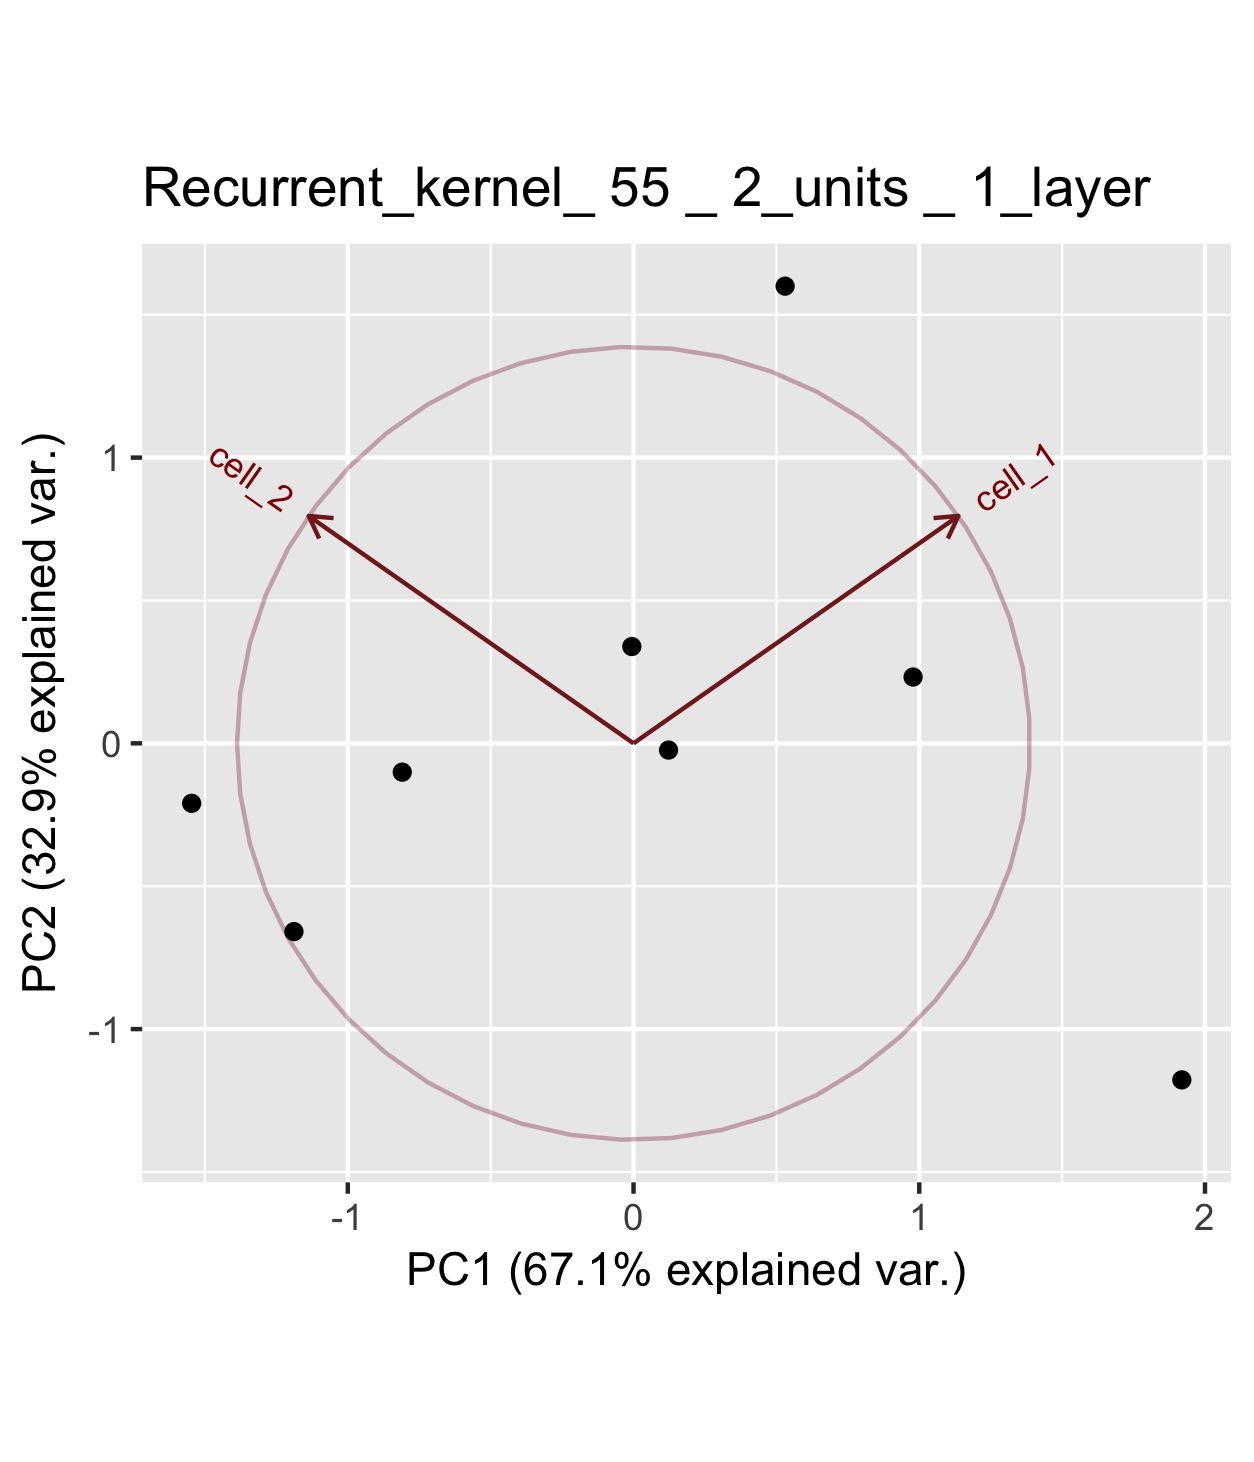 Recurrent_kernel_ 55 _ 2_units _ 1_layer
cell_2
cell_1
1
0
-1
PC2 (32.9% explained var.)
-1
0
1
2
PC1 (67.1% explained var.)